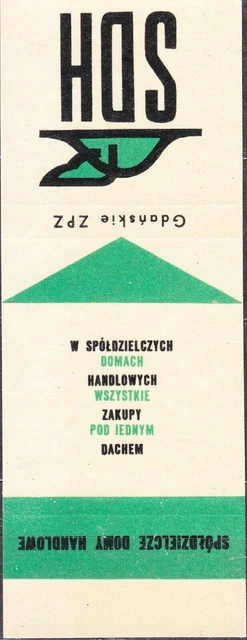 SDH
Gdańskie ZPZ
W SPÓŁDZIELCZYCH
DOMACH
HANDLOWYCH
WSZYSTKIE
ZAKUPY
POD JEDNYM
DACHEM
SPÓŁDZIELCZE DOMY HANDLOWE